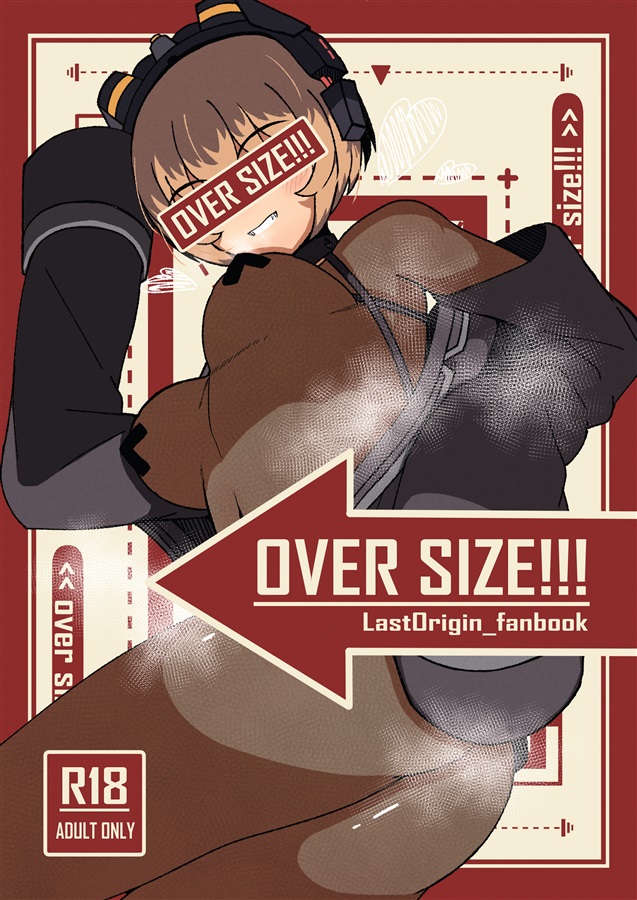 << size!!!
OVER SIZE!!!
OVER SIZE!!!
LastOrigin_fanbook
<< over si
R18
ADULT ONLY